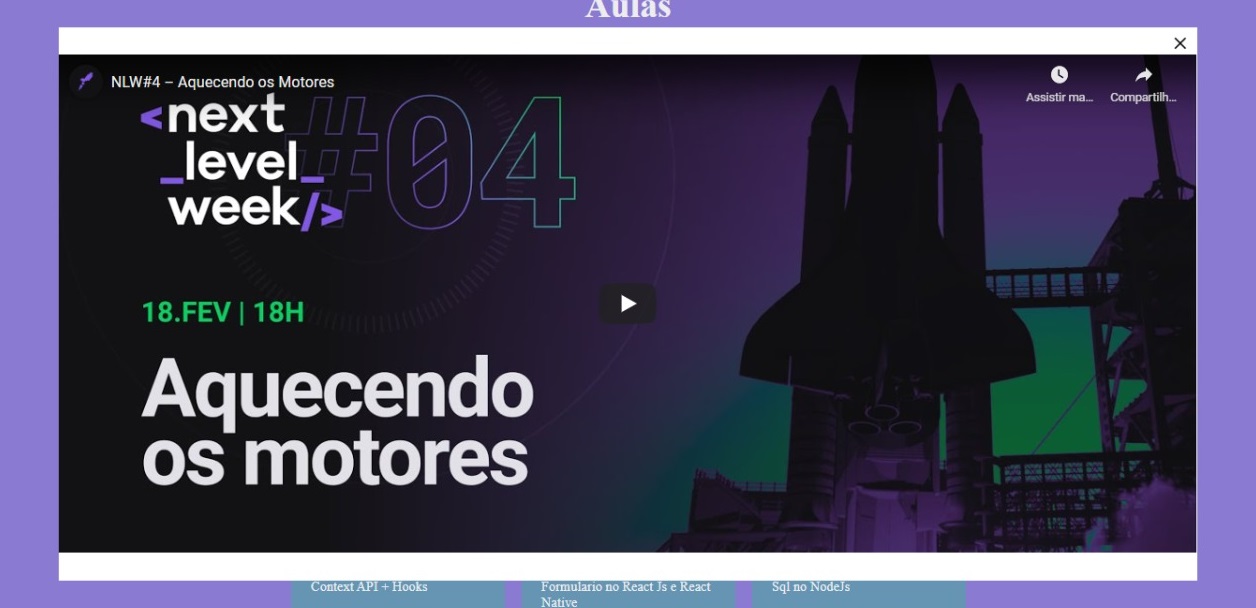 Aulas
NLW#4 – Aquecendo os Motores
Assistir ma...
Compartilh...
<next
_level_
week/>
#04
18.FEV | 18H
Aquecendo
os motores
Context API + Hooks
Formulario no React Js e React
Native
Sql no NodeJs